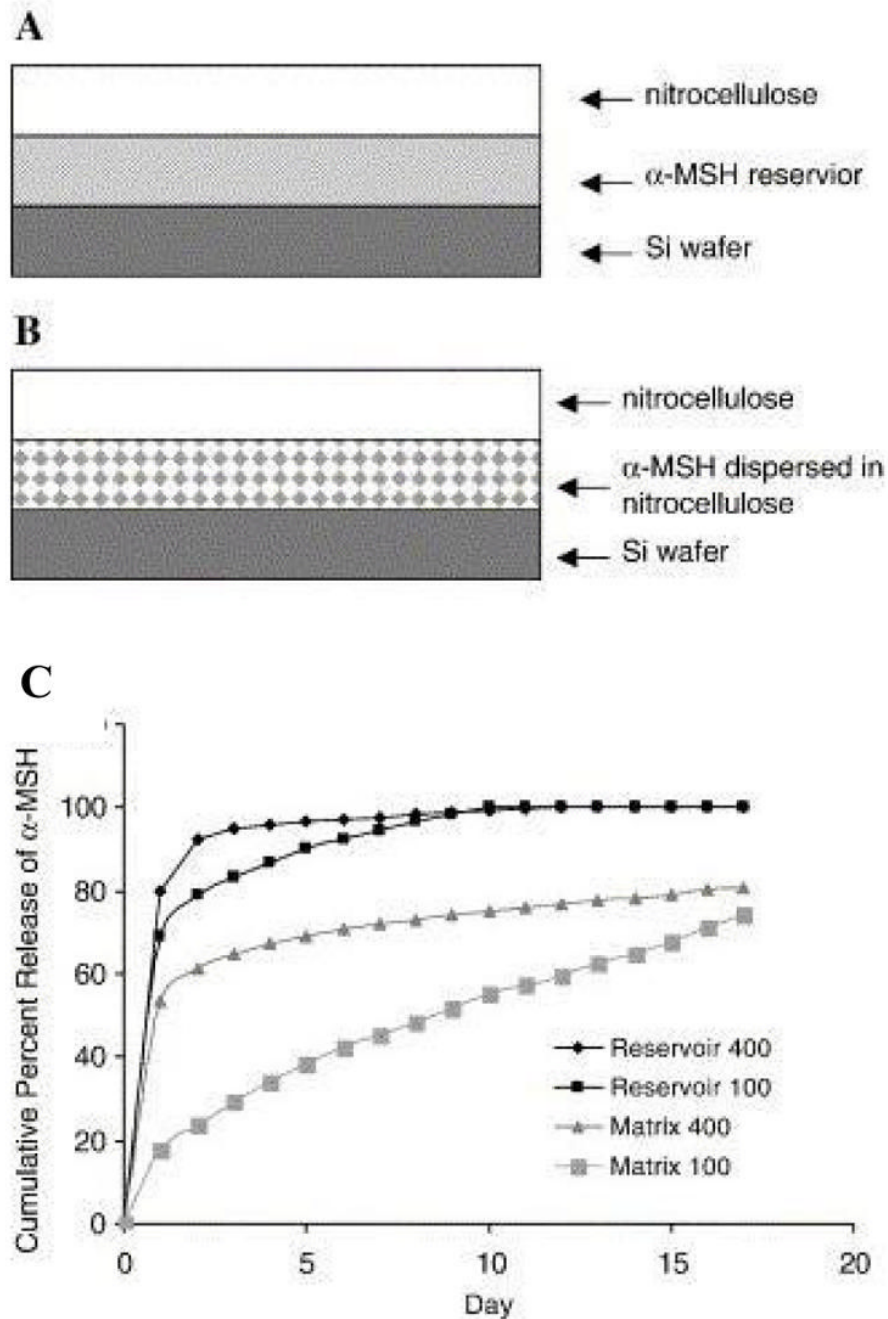 A
nitrocellulose
α-MSH reservior
Si wafer
B
nitrocellulose
α-MSH dispersed in
nitrocellulose
Si wafer
C
Cumulative Percent Release of α-MSH
100
80
60
40
20
0
Reservoir 400
Reservoir 100
Matrix 400
Matrix 100
0 5 10 15 20
Day